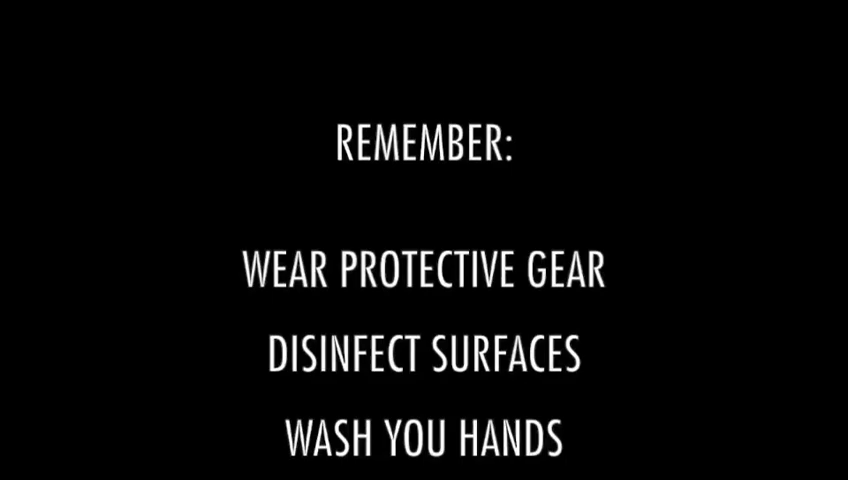 REMEMBER:
WEAR PROTECTIVE GEAR
DISINFECT SURFACES
WASH YOU HANDS